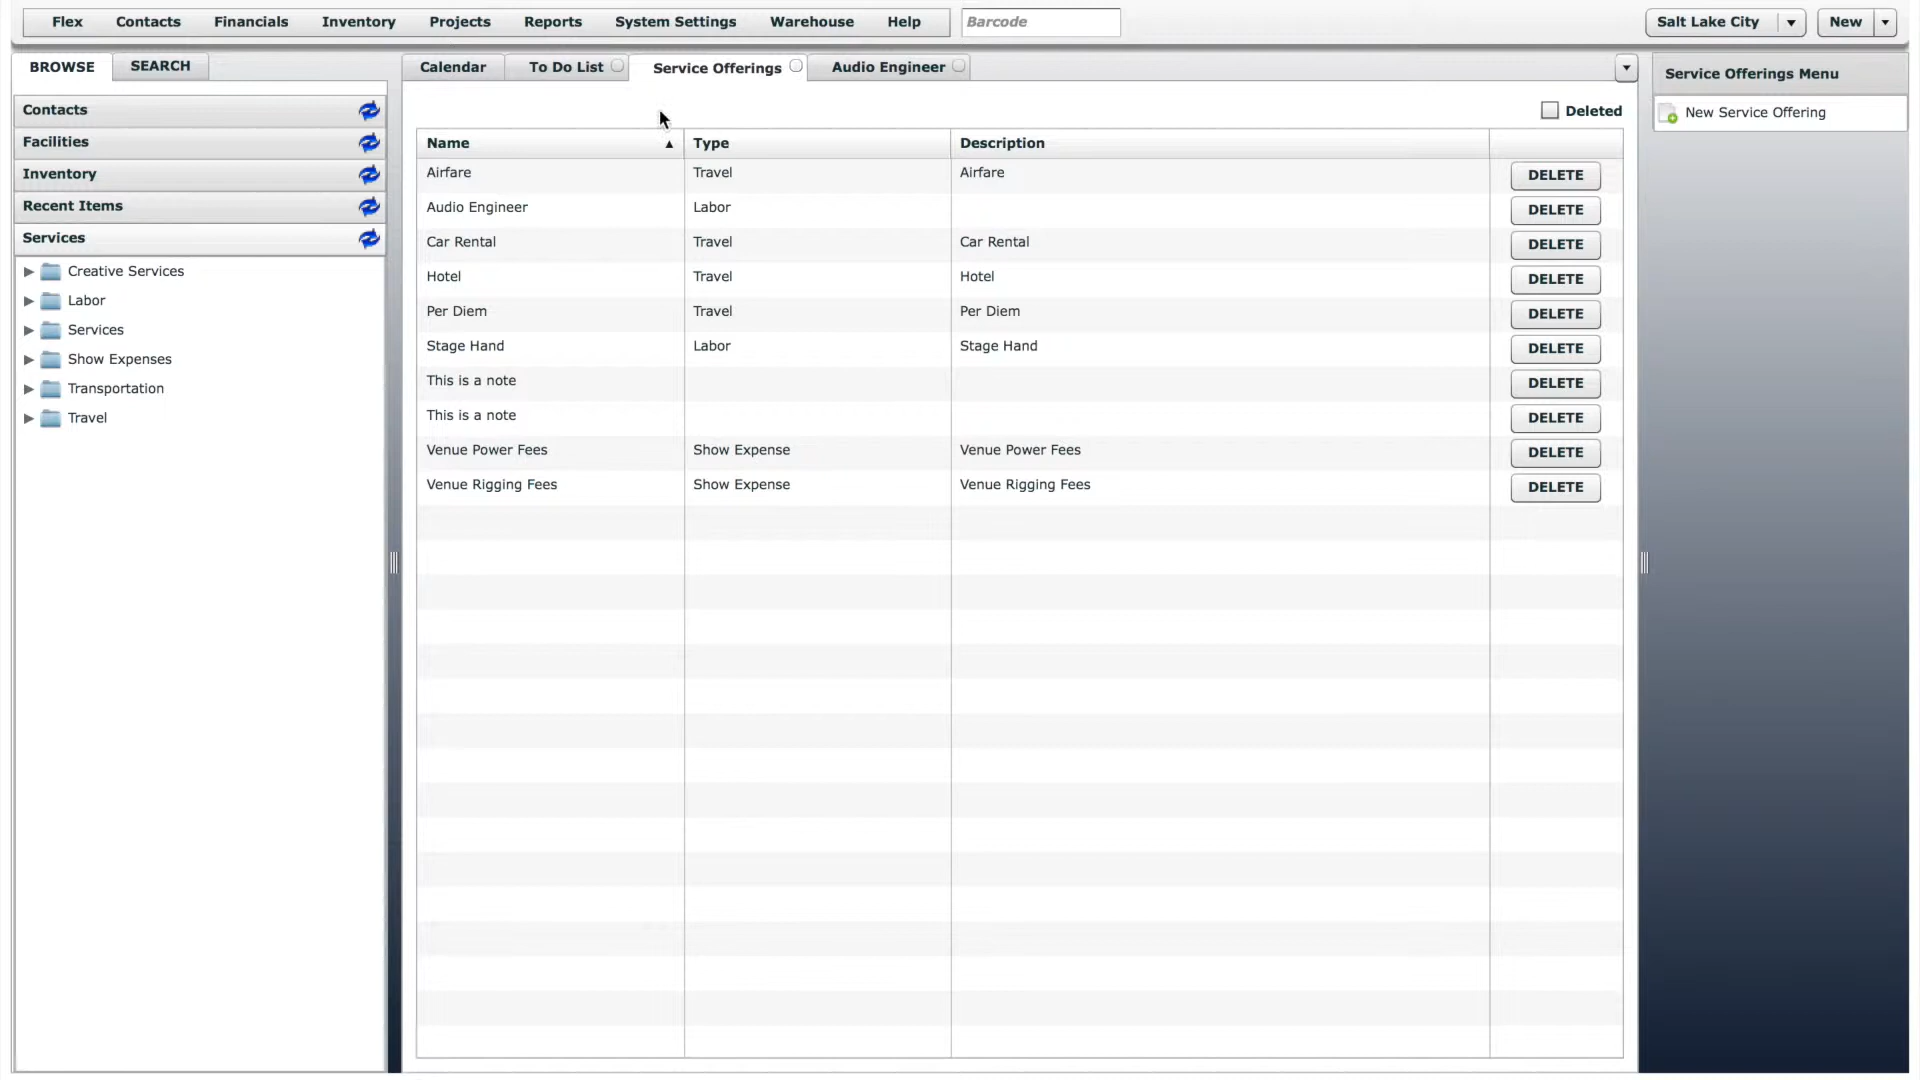 Flex Contacts Financials Inventory Projects Reports System Settings Warehouse Help Barcode Salt Lake City New
BROWSE SEARCH
Contacts
Facilities
Inventory
Recent Items
Services
Creative Services
Labor
Services
Show Expenses
Transportation
Travel
Calendar To Do List Service Offerings Audio Engineer
Deleted
Name Type Description
Airfare Travel Airfare DELETE
Audio Engineer Labor DELETE
Car Rental Travel Car Rental DELETE
Hotel Travel Hotel DELETE
Per Diem Travel Per Diem DELETE
Stage Hand Labor Stage Hand DELETE
This is a note DELETE
This is a note DELETE
Venue Power Fees Show Expense Venue Power Fees DELETE
Venue Rigging Fees Show Expense Venue Rigging Fees DELETE
Service Offerings Menu
New Service Offering